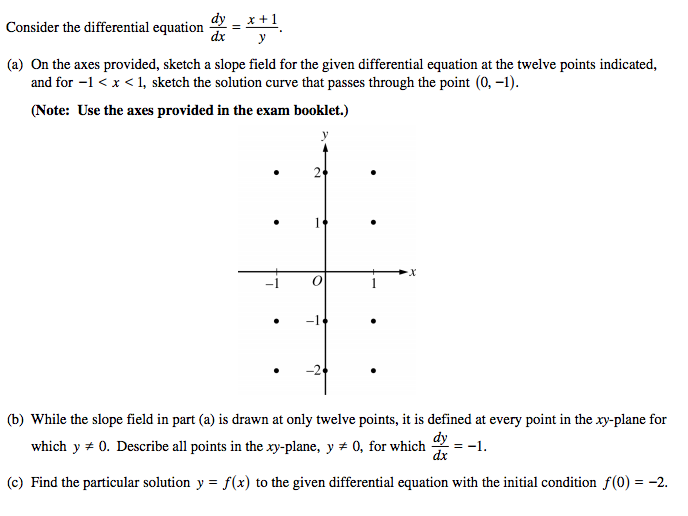 Consider the differential equation dy/dx = (x + 1)/y.
(a) On the axes provided, sketch a slope field for the given differential equation at the twelve points indicated,
and for −1 < x < 1, sketch the solution curve that passes through the point (0, −1).
(Note: Use the axes provided in the exam booklet.)
y
2
1
x
−1 O 1
−1
−2
(b) While the slope field in part (a) is drawn at only twelve points, it is defined at every point in the xy-plane for
which y ≠ 0. Describe all points in the xy-plane, y ≠ 0, for which dy/dx = −1.
(c) Find the particular solution y = f(x) to the given differential equation with the initial condition f(0) = −2.